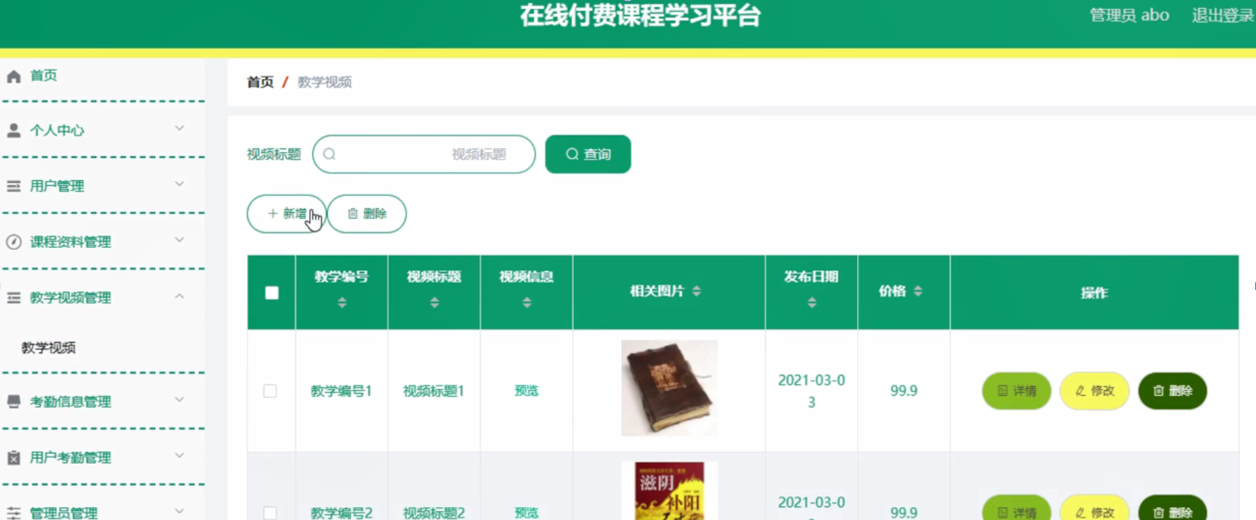 在线付费课程学习平台
管理员 abo 退出登录
首页
个人中心
用户管理
课程资料管理
教学视频管理
教学视频
考勤信息管理
用户考勤管理
管理员管理
首页 / 教学视频
视频标题 视频标题 查询
+ 新增 删除
教学编号 视频标题 视频信息 相关图片 发布日期 价格 操作
教学编号1 视频标题1 预览 2021-03-0
3 99.9 详情 修改 删除
滋阴
补阳
教学编号2 视频标题2 预览 2021-03-0 99.9 详情 修改 删除